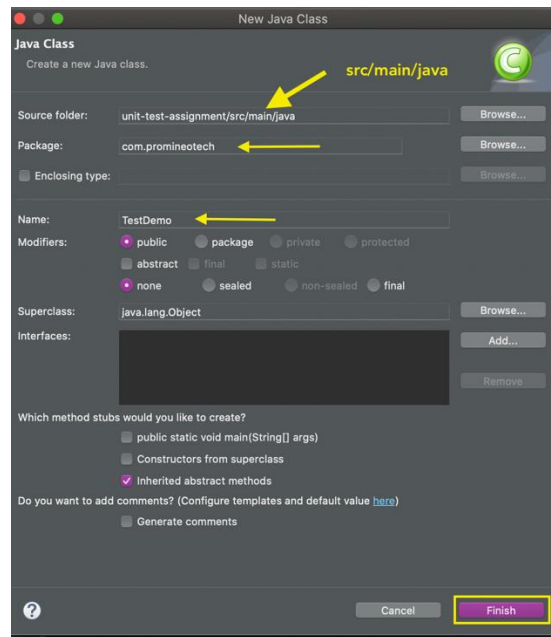 New Java Class
Java Class
Create a new Java class.
src/main/java
Source folder: unit-test-assignment/src/main/java Browse...
Package: com.promineotech Browse...
Enclosing type: Browse...
Name: TestDemo
Modifiers: public package private protected
abstract final static
none sealed non-sealed final
Superclass: java.lang.Object Browse...
Interfaces: Add...
Remove
Which method stubs would you like to create?
public static void main(String[] args)
Constructors from superclass
Inherited abstract methods
Do you want to add comments? (Configure templates and default value here)
Generate comments
? Cancel Finish